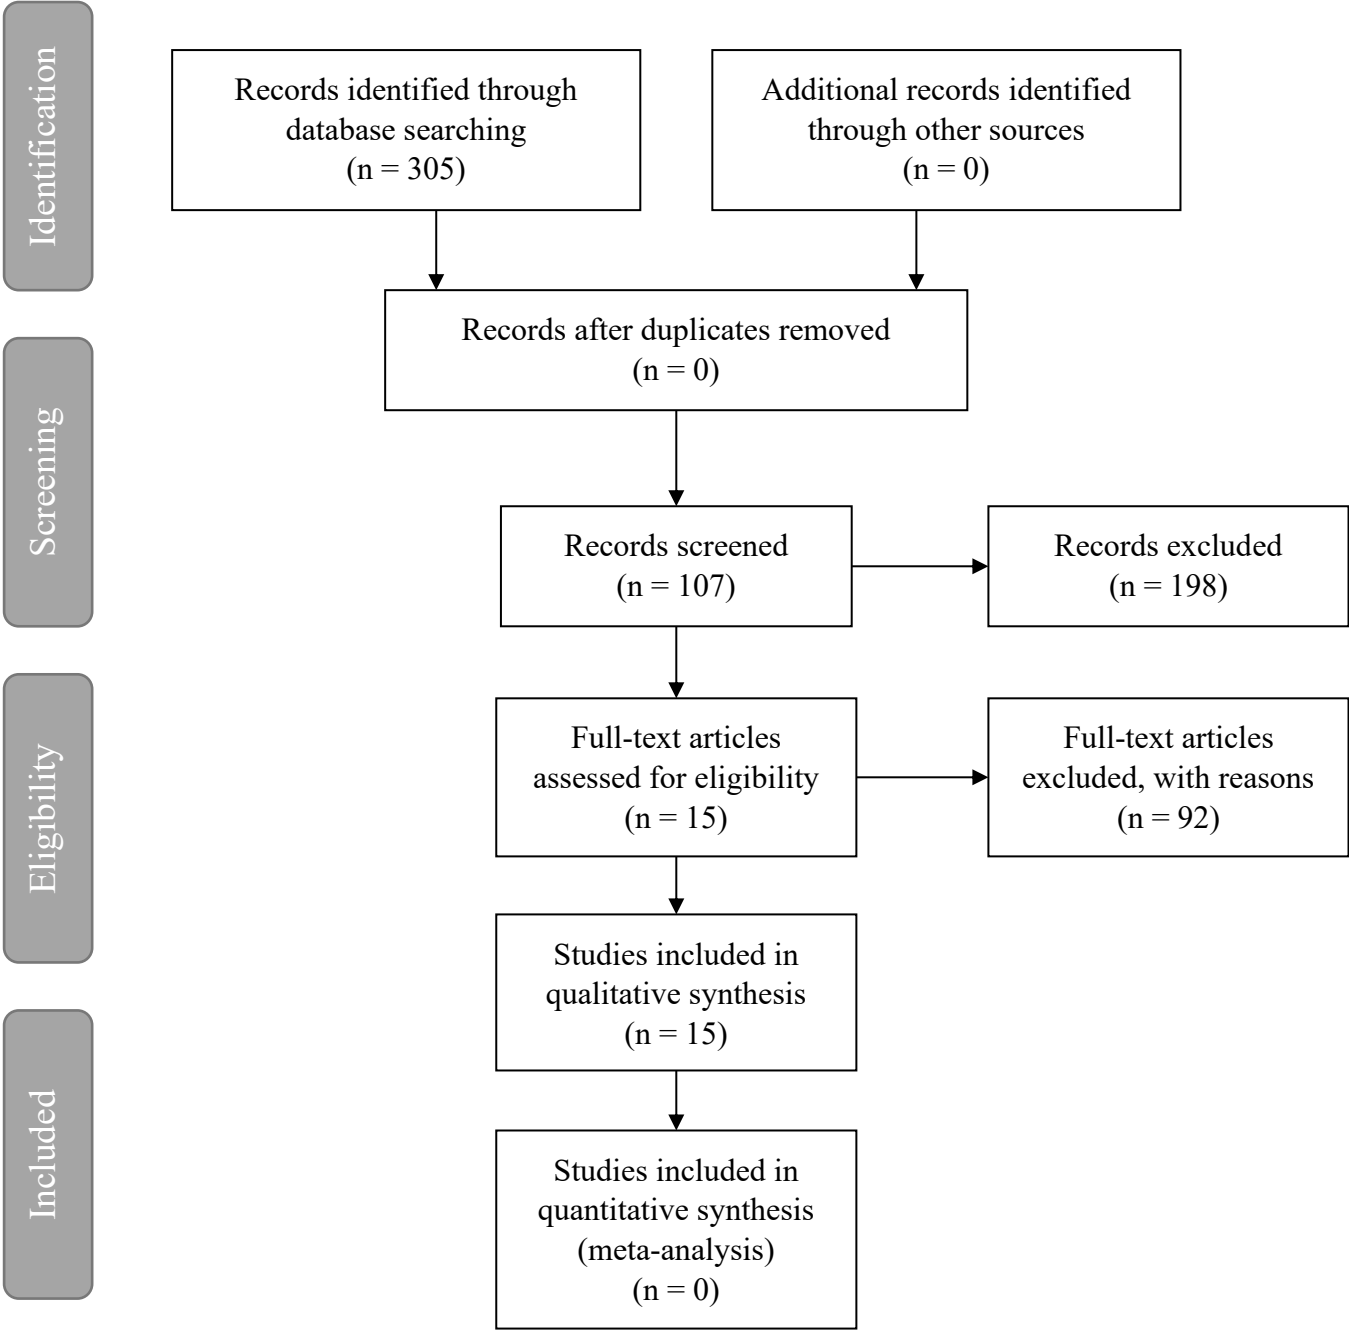 Identification
Records identified through
database searching
(n = 305)
Additional records identified
through other sources
(n = 0)
Records after duplicates removed
(n = 0)
Screening
Records screened
(n = 107)
Records excluded
(n = 198)
Eligibility
Full-text articles
assessed for eligibility
(n = 15)
Full-text articles
excluded, with reasons
(n = 92)
Studies included in
qualitative synthesis
(n = 15)
Included
Studies included in
quantitative synthesis
(meta-analysis)
(n = 0)